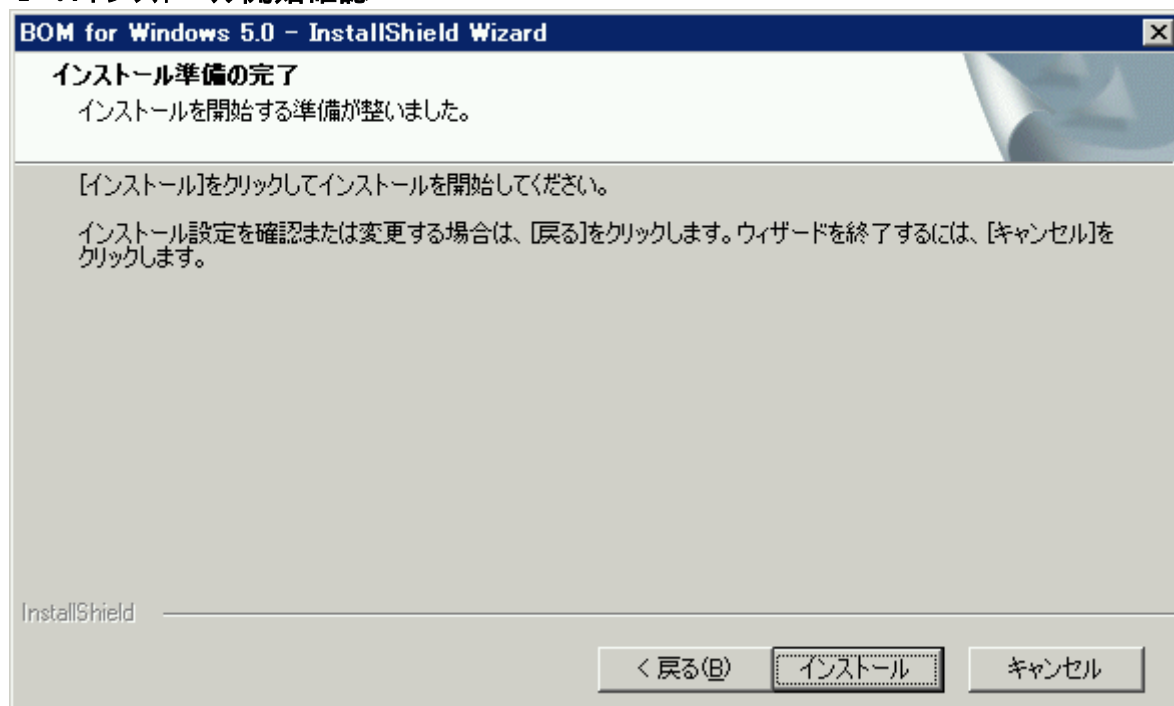 BOM for Windows 5.0 - InstallShield Wizard
インストール準備の完了
インストールを開始する準備が整いました。
[インストール]をクリックしてインストールを開始してください。
インストール設定を確認または変更する場合は、[戻る]をクリックします。ウィザードを終了するには、[キャンセル]を
クリックします。
InstallShield
< 戻る(B)
インストール
キャンセル